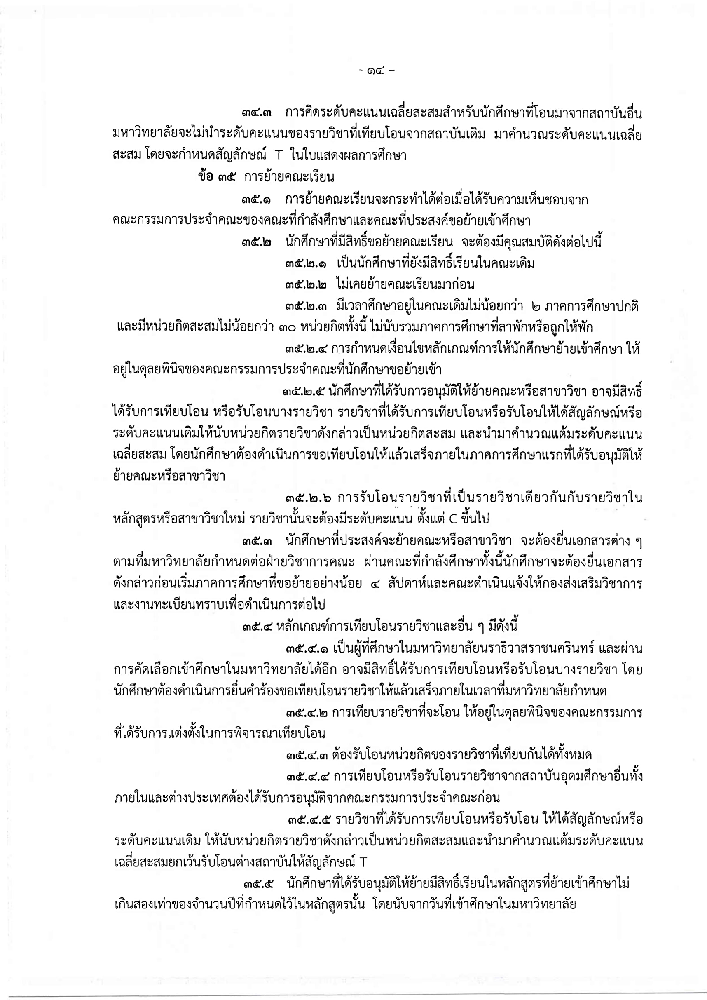 - ๑๔ –
๓๔.๓ การคิดระดับคะแนนเฉลี่ยสะสมสำหรับนักศึกษาที่โอนมาจากสถาบันอื่น
มหาวิทยาลัยจะไม่นำระดับคะแนนของรายวิชาที่เทียบโอนจากสถาบันเดิม มาคำนวณระดับคะแนนเฉลี่ย
สะสม โดยจะกำหนดสัญลักษณ์ T ในใบแสดงผลการศึกษา
ข้อ ๓๕ การย้ายคณะเรียน
๓๕.๑ การย้ายคณะเรียนจะกระทำได้ต่อเมื่อได้รับความเห็นชอบจาก
คณะกรรมการประจำคณะของคณะที่กำลังศึกษาและคณะที่ประสงค์ขอย้ายเข้าศึกษา
๓๕.๒ นักศึกษาที่มีสิทธิ์ขอย้ายคณะเรียน จะต้องมีคุณสมบัติดังต่อไปนี้
๓๕.๒.๑ เป็นนักศึกษาที่ยังมีสิทธิ์เรียนในคณะเดิม
๓๕.๒.๒ ไม่เคยย้ายคณะเรียนมาก่อน
๓๕.๒.๓ มีเวลาศึกษาอยู่ในคณะเดิมไม่น้อยกว่า ๒ ภาคการศึกษาปกติ
และมีหน่วยกิตสะสมไม่น้อยกว่า ๓๐ หน่วยกิตทั้งนี้ ไม่นับรวมภาคการศึกษาที่ลาพักหรือถูกให้พัก
๓๕.๒.๔ การกำหนดเงื่อนไขหลักเกณฑ์การให้นักศึกษาย้ายเข้าศึกษา ให้
อยู่ในดุลยพินิจของคณะกรรมการประจำคณะที่นักศึกษาขอย้ายเข้า
๓๕.๒.๕ นักศึกษาที่ได้รับการอนุมัติให้ย้ายคณะหรือสาขาวิชา อาจมีสิทธิ์
ได้รับการเทียบโอน หรือรับโอนบางรายวิชา รายวิชาที่ได้รับการเทียบโอนหรือรับโอนให้ได้สัญลักษณ์หรือ
ระดับคะแนนเดิมให้นับหน่วยกิตรายวิชาดังกล่าวเป็นหน่วยกิตสะสม และนำมาคำนวณแต้มระดับคะแนน
เฉลี่ยสะสม โดยนักศึกษาต้องดำเนินการขอเทียบโอนให้แล้วเสร็จภายในภาคการศึกษาแรกที่ได้รับอนุมัติให้
ย้ายคณะหรือสาขาวิชา
๓๕.๒.๖ การรับโอนรายวิชาที่เป็นรายวิชาเดียวกันกับรายวิชาใน
หลักสูตรหรือสาขาวิชาใหม่ รายวิชานั้นจะต้องมีระดับคะแนน ตั้งแต่ C ขึ้นไป
๓๕.๓ นักศึกษาที่ประสงค์จะย้ายคณะหรือสาขาวิชา จะต้องยื่นเอกสารต่าง ๆ
ตามที่มหาวิทยาลัยกำหนดต่อฝ่ายวิชาการคณะ ผ่านคณะที่กำลังศึกษาทั้งนี้นักศึกษาจะต้องยื่นเอกสาร
ดังกล่าวก่อนเริ่มภาคการศึกษาที่ขอย้ายอย่างน้อย ๔ สัปดาห์และคณะดำเนินแจ้งให้กองส่งเสริมวิชาการ
และงานทะเบียนทราบเพื่อดำเนินการต่อไป
๓๕.๔ หลักเกณฑ์การเทียบโอนรายวิชาและอื่น ๆ มีดังนี้
๓๕.๔.๑ เป็นผู้ที่ศึกษาในมหาวิทยาลัยนราธิวาสราชนครินทร์ และผ่าน
การคัดเลือกเข้าศึกษาในมหาวิทยาลัยได้อีก อาจมีสิทธิ์ได้รับการเทียบโอนหรือรับโอนบางรายวิชา โดย
นักศึกษาต้องดำเนินการยื่นคำร้องขอเทียบโอนรายวิชาให้แล้วเสร็จภายในเวลาที่มหาวิทยาลัยกำหนด
๓๕.๔.๒ การเทียบรายวิชาที่จะโอน ให้อยู่ในดุลยพินิจของคณะกรรมการ
ที่ได้รับการแต่งตั้งในการพิจารณาเทียบโอน
๓๕.๔.๓ ต้องรับโอนหน่วยกิตของรายวิชาที่เทียบกันได้ทั้งหมด
๓๕.๔.๔ การเทียบโอนหรือรับโอนรายวิชาจากสถาบันอุดมศึกษาอื่นทั้ง
ภายในและต่างประเทศต้องได้รับการอนุมัติจากคณะกรรมการประจำคณะก่อน
๓๕.๔.๕ รายวิชาที่ได้รับการเทียบโอนหรือรับโอน ให้ได้สัญลักษณ์หรือ
ระดับคะแนนเดิม ให้นับหน่วยกิตรายวิชาดังกล่าวเป็นหน่วยกิตสะสมและนำมาคำนวณแต้มระดับคะแนน
เฉลี่ยสะสมยกเว้นรับโอนต่างสถาบันให้สัญลักษณ์ T
๓๕.๕ นักศึกษาที่ได้รับอนุมัติให้ย้ายมีสิทธิ์เรียนในหลักสูตรที่ย้ายเข้าศึกษาไม่
เกินสองเท่าของจำนวนปีที่กำหนดไว้ในหลักสูตรนั้น โดยนับจากวันที่เข้าศึกษาในมหาวิทยาลัย